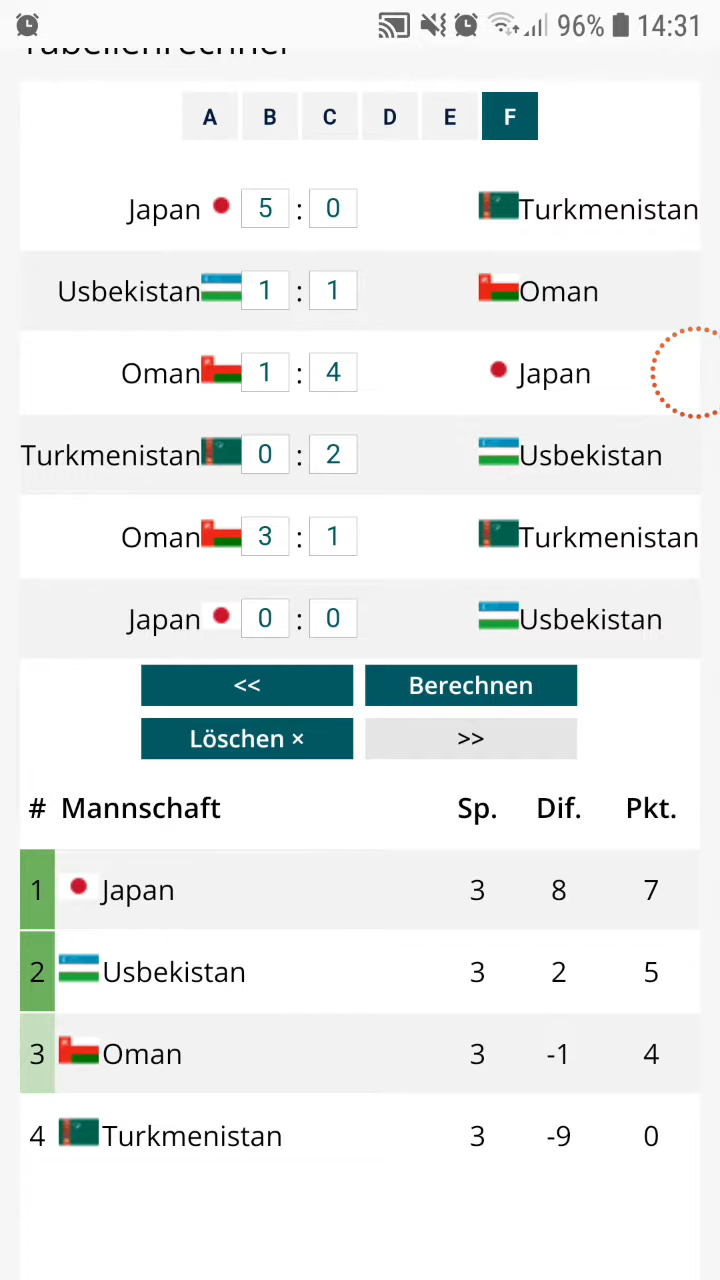 96% 14:31
Tabellenrechner
A B C D E F
Japan 5 : 0 Turkmenistan
Usbekistan 1 : 1 Oman
Oman 1 : 4 Japan
Turkmenistan 0 : 2 Usbekistan
Oman 3 : 1 Turkmenistan
Japan 0 : 0 Usbekistan
<< Berechnen
Löschen × >>
# Mannschaft Sp. Dif. Pkt.
1 Japan 3 8 7
2 Usbekistan 3 2 5
3 Oman 3 -1 4
4 Turkmenistan 3 -9 0